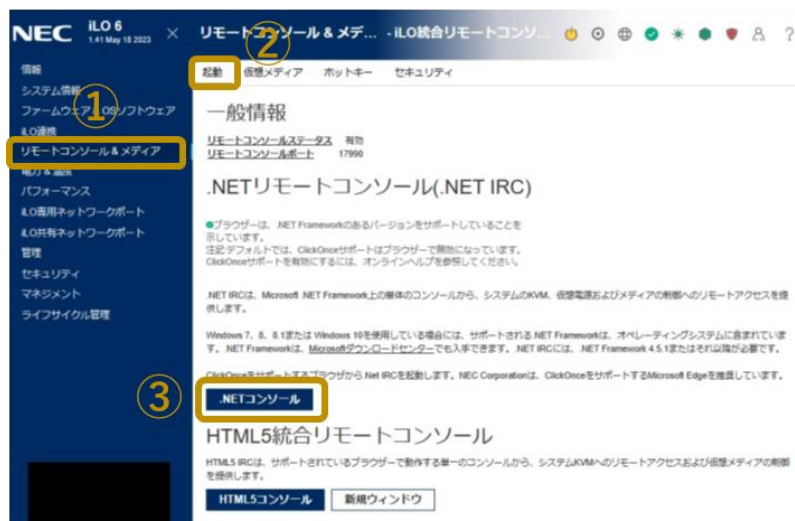 NEC iLO 6
1.41 May 18 2023
×
リモートコンソール & メデ... - iLO統合リモートコンソ...
?
②
起動 仮想メディア ホットキー セキュリティ
情報
システム情報
①
ファームウェア & OSソフトウェア
iLO連携
リモートコンソール & メディア
電力 & 温度
パフォーマンス
iLO専用ネットワークポート
iLO共有ネットワークポート
管理
セキュリティ
マネジメント
ライフサイクル管理
一般情報
リモートコンソールステータス 有効
リモートコンソールポート 17990
.NETリモートコンソール(.NET IRC)
ブラウザーは、.NET Frameworkのあるバージョンをサポートしていることを
示しています。
注記:デフォルトでは、ClickOnceサポートはブラウザーで無効になっています。
ClickOnceサポートを有効にするには、オンラインヘルプを参照してください。
.NET IRCは、Microsoft .NET Framework上の単体のコンソールから、システムのKVM、仮想電源およびメディアの制御へのリモートアクセスを提
供します。
Windows 7、8、8.1または Windows 10を使用している場合には、サポートされる.NET Frameworkは、オペレーティングシステムに含まれていま
す。.NET Frameworkは、Microsoftダウンロードセンターでも入手できます。.NET IRCには、.NET Framework 4.5.1またはそれ以降が必要です。
ClickOnceをサポートするブラウザから.Net IRCを起動します。NEC Corporationは、ClickOnceをサポートするMicrosoft Edgeを推奨しています。
③
.NETコンソール
HTML5統合リモートコンソール
HTML5 IRCは、サポートされているブラウザーで動作する単一のコンソールから、システムKVMへのリモートアクセスおよび仮想メディアの制御
を提供します。
HTML5コンソール 新規ウィンドウ